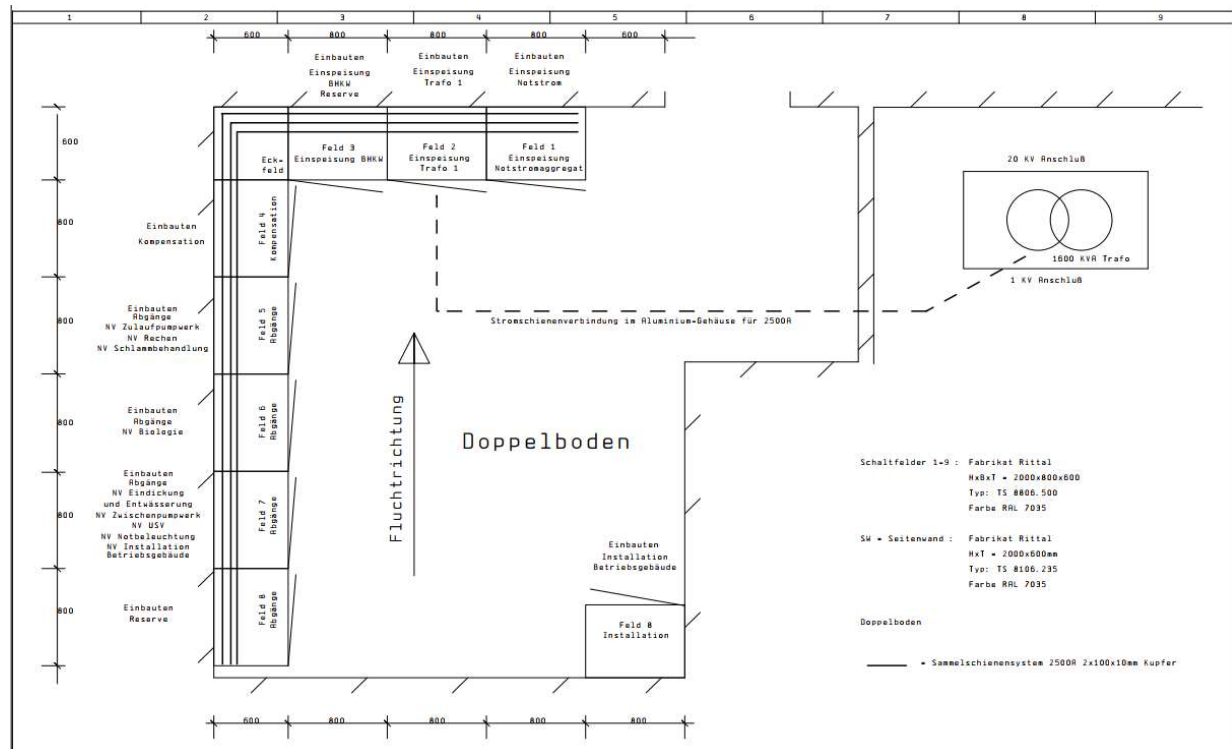 1 2 3 4 5 6 7 8 9
600 800 800 800 600
Einbauten
Einspeisung
BHKW
Reserve
Einbauten
Einspeisung
Trafo 1
Einbauten
Einspeisung
Notstrom
600
800
800
800
800
800
Eck-
feld
Feld 3
Einspeisung BHKW
Feld 2
Einspeisung
Trafo 1
Feld 1
Einspeisung
Notstromaggregat
20 KV Anschluß
1600 KVA Trafo
1 KV Anschluß
Einbauten
Kompensation
Feld 4
Kompensation
Einbauten
Abgänge
NV Zulaufpumpwerk
NV Rechen
NV Schlammbehandlung
Feld 5
Abgänge
Stromschienenverbindung im Aluminium-Gehäuse für 2500A
Einbauten
Abgänge
NV Biologie
Feld 6
Abgänge
Fluchtrichtung
Doppelboden
Einbauten
Abgänge
NV Eindickung
und Entwässerung
NV Zwischenpumpwerk
NV USV
NV Notbeleuchtung
NV Installation
Betriebsgebäude
Feld 7
Abgänge
Einbauten
Reserve
Feld 8
Abgänge
Einbauten
Installation
Betriebsgebäude
Feld 8
Installation
Schaltfelder 1-9 : Fabrikat Rittal
HxBxT = 2000x800x600
Typ: TS 8806.500
Farbe RAL 7035
SW = Seitenwand : Fabrikat Rittal
HxT = 2000x600mm
Typ: TS 8106.235
Farbe RAL 7035
Doppelboden
= Sammelschienensystem 2500A 2x100x10mm Kupfer
600 800 800 800